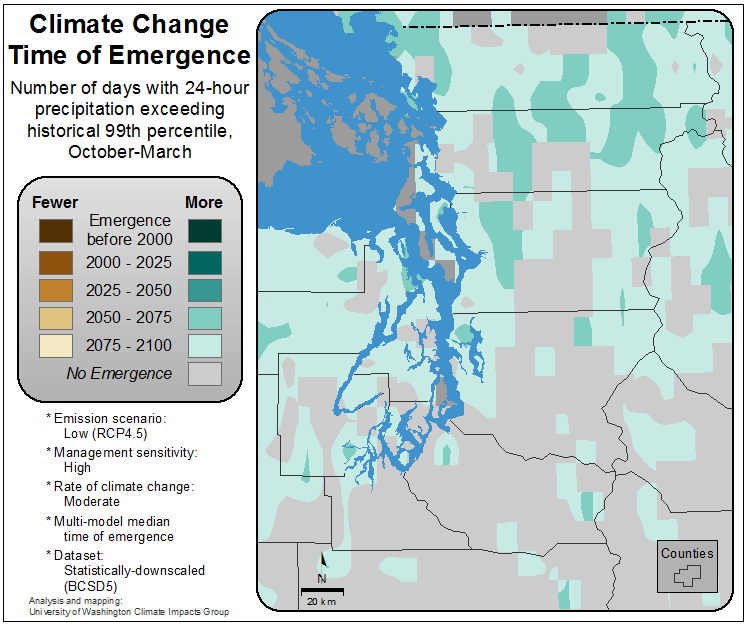 Climate Change
Time of Emergence
Number of days with 24-hour
precipitation exceeding
historical 99th percentile,
October-March
Fewer More
Emergence
before 2000
2000 - 2025
2025 - 2050
2050 - 2075
2075 - 2100
No Emergence
* Emission scenario:
Low (RCP4.5)
* Management sensitivity:
High
* Rate of climate change:
Moderate
* Multi-model median
time of emergence
* Dataset:
Statistically-downscaled
(BCSD5)
Analysis and mapping:
University of Washington Climate Impacts Group
N
20 km
Counties